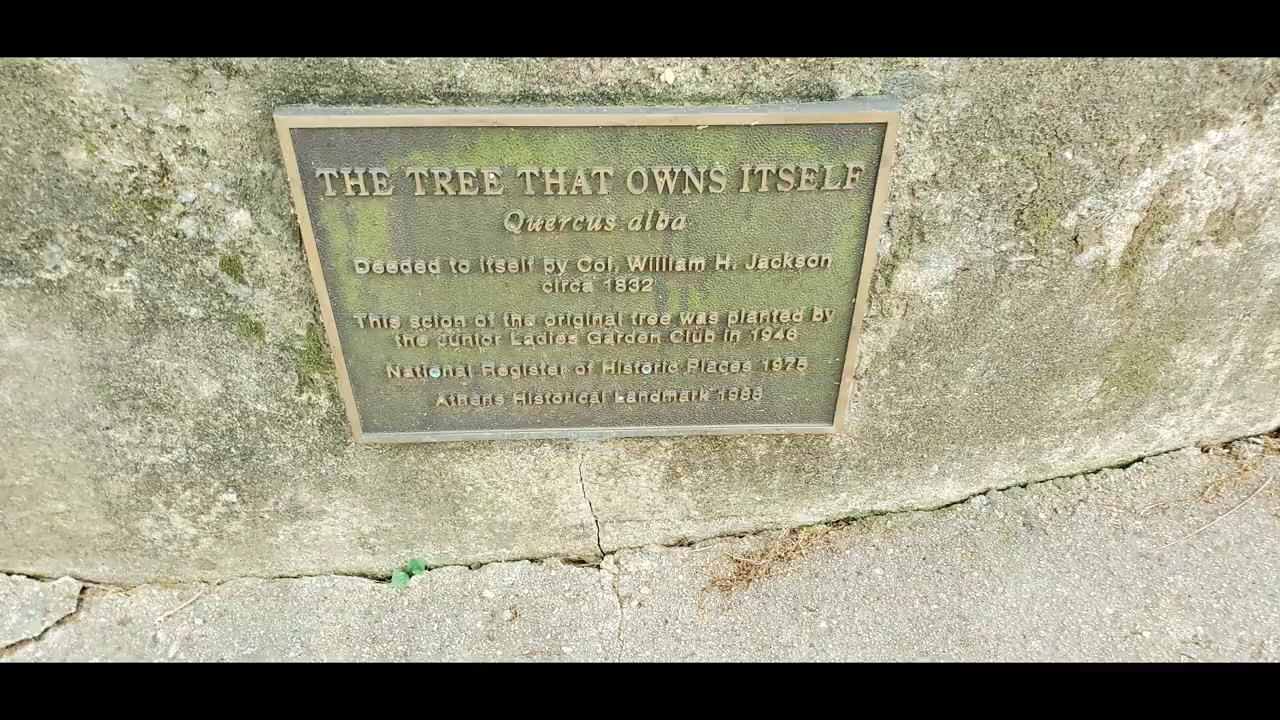 THE TREE THAT OWNS ITSELF
Quercus alba
Deeded to itself by Col. William H. Jackson
circa 1832
This scion of the original tree was planted by
the Junior Ladies Garden Club in 1946
National Register of Historic Places 1975
Athens Historical Landmark 1988